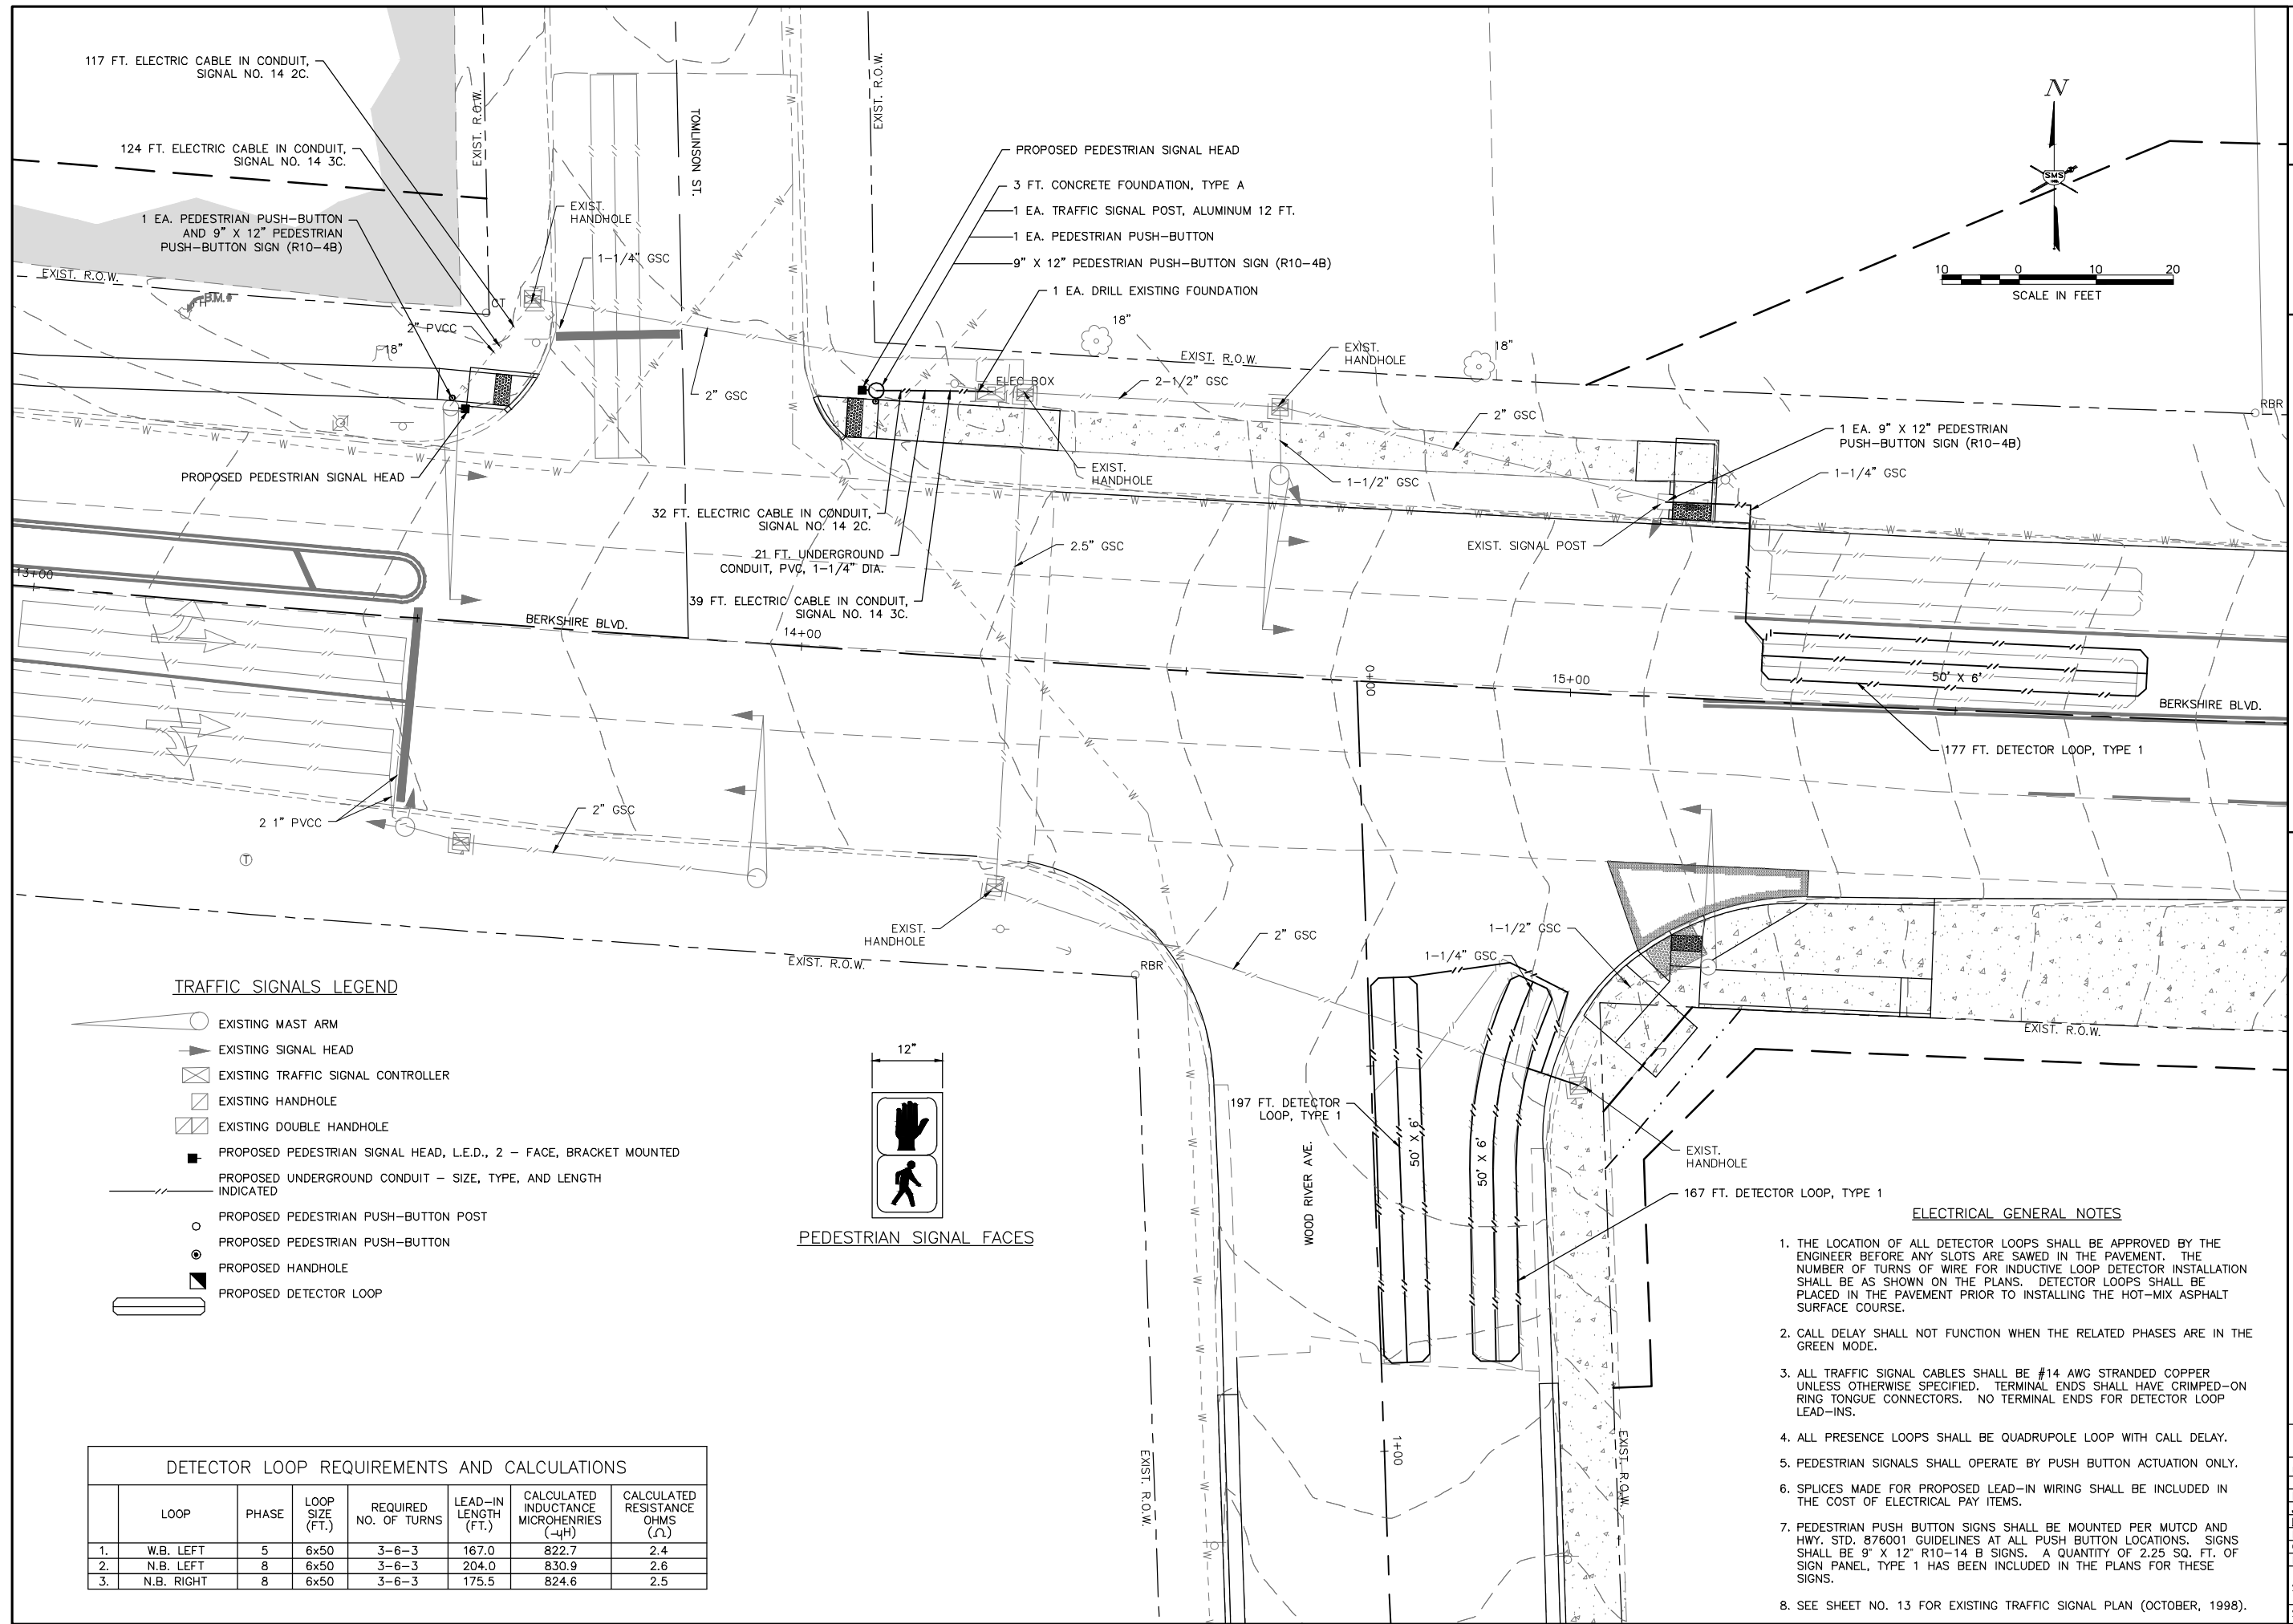 117 FT. ELECTRIC CABLE IN CONDUIT,
SIGNAL NO. 14 2C.
124 FT. ELECTRIC CABLE IN CONDUIT,
SIGNAL NO. 14 3C.
1 EA. PEDESTRIAN PUSH-BUTTON
AND 9" X 12" PEDESTRIAN
PUSH-BUTTON SIGN (R10-4B)
EXIST. R.O.W.
EXIST. R.O.W.
TOMLINSON ST.
EXIST. R.O.W.
EXIST.
HANDHOLE
1-1/4" GSC
CT
2" PVCC
18"
B.M.
2" GSC
PROPOSED PEDESTRIAN SIGNAL HEAD
3 FT. CONCRETE FOUNDATION, TYPE A
1 EA. TRAFFIC SIGNAL POST, ALUMINUM 12 FT.
1 EA. PEDESTRIAN PUSH-BUTTON
9" X 12" PEDESTRIAN PUSH-BUTTON SIGN (R10-4B)
1 EA. DRILL EXISTING FOUNDATION
18"
EXIST. R.O.W.
EXIST.
HANDHOLE
18"
ELEC BOX
2-1/2" GSC
2" GSC
N
SMS
10 0 10 20
SCALE IN FEET
RBR
1 EA. 9" X 12" PEDESTRIAN
PUSH-BUTTON SIGN (R10-4B)
1-1/4" GSC
PROPOSED PEDESTRIAN SIGNAL HEAD
EXIST.
HANDHOLE
1-1/2" GSC
32 FT. ELECTRIC CABLE IN CONDUIT,
SIGNAL NO. 14 2C.
21 FT. UNDERGROUND
CONDUIT, PVC, 1-1/4" DIA.
39 FT. ELECTRIC CABLE IN CONDUIT,
SIGNAL NO. 14 3C.
2.5" GSC
EXIST. SIGNAL POST
13+00
BERKSHIRE BLVD.
14+00
0+00
15+00
50' X 6'
BERKSHIRE BLVD.
177 FT. DETECTOR LOOP, TYPE 1
2 1" PVCC
2" GSC
T
EXIST.
HANDHOLE
EXIST. R.O.W.
RBR
2" GSC
1-1/2" GSC
1-1/4" GSC
EXIST. R.O.W.
197 FT. DETECTOR
LOOP, TYPE 1
50' X 6'
50' X 6'
WOOD RIVER AVE.
EXIST.
HANDHOLE
167 FT. DETECTOR LOOP, TYPE 1
1+00
EXIST. R.O.W.
EXIST. R.O.W.
TRAFFIC SIGNALS LEGEND
EXISTING MAST ARM
EXISTING SIGNAL HEAD
EXISTING TRAFFIC SIGNAL CONTROLLER
EXISTING HANDHOLE
EXISTING DOUBLE HANDHOLE
PROPOSED PEDESTRIAN SIGNAL HEAD, L.E.D., 2 - FACE, BRACKET MOUNTED
PROPOSED UNDERGROUND CONDUIT - SIZE, TYPE, AND LENGTH
INDICATED
PROPOSED PEDESTRIAN PUSH-BUTTON POST
PROPOSED PEDESTRIAN PUSH-BUTTON
PROPOSED HANDHOLE
PROPOSED DETECTOR LOOP
12"
PEDESTRIAN SIGNAL FACES
ELECTRICAL GENERAL NOTES
1. THE LOCATION OF ALL DETECTOR LOOPS SHALL BE APPROVED BY THE
ENGINEER BEFORE ANY SLOTS ARE SAWED IN THE PAVEMENT. THE
NUMBER OF TURNS OF WIRE FOR INDUCTIVE LOOP DETECTOR INSTALLATION
SHALL BE AS SHOWN ON THE PLANS. DETECTOR LOOPS SHALL BE
PLACED IN THE PAVEMENT PRIOR TO INSTALLING THE HOT-MIX ASPHALT
SURFACE COURSE.
2. CALL DELAY SHALL NOT FUNCTION WHEN THE RELATED PHASES ARE IN THE
GREEN MODE.
3. ALL TRAFFIC SIGNAL CABLES SHALL BE #14 AWG STRANDED COPPER
UNLESS OTHERWISE SPECIFIED. TERMINAL ENDS SHALL HAVE CRIMPED-ON
RING TONGUE CONNECTORS. NO TERMINAL ENDS FOR DETECTOR LOOP
LEAD-INS.
4. ALL PRESENCE LOOPS SHALL BE QUADRUPOLE LOOP WITH CALL DELAY.
5. PEDESTRIAN SIGNALS SHALL OPERATE BY PUSH BUTTON ACTUATION ONLY.
6. SPLICES MADE FOR PROPOSED LEAD-IN WIRING SHALL BE INCLUDED IN
THE COST OF ELECTRICAL PAY ITEMS.
7. PEDESTRIAN PUSH BUTTON SIGNS SHALL BE MOUNTED PER MUTCD AND
HWY. STD. 876001 GUIDELINES AT ALL PUSH BUTTON LOCATIONS. SIGNS
SHALL BE 9" X 12" R10-14 B SIGNS. A QUANTITY OF 2.25 SQ. FT. OF
SIGN PANEL, TYPE 1 HAS BEEN INCLUDED IN THE PLANS FOR THESE
SIGNS.
8. SEE SHEET NO. 13 FOR EXISTING TRAFFIC SIGNAL PLAN (OCTOBER, 1998).
DETECTOR LOOP REQUIREMENTS AND CALCULATIONS
LOOP PHASE LOOP SIZE (FT.) REQUIRED NO. OF TURNS LEAD-IN LENGTH (FT.) CALCULATED INDUCTANCE MICROHENRIES CALCULATED RESISTANCE OHMS (Ω)
1. W.B. LEFT 5 6x50 3-6-3 167.0 822.7 2.4
2. N.B. LEFT 8 6x50 3-6-3 204.0 830.9 2.6
3. N.B. RIGHT 8 6x50 3-6-3 175.5 824.6 2.5